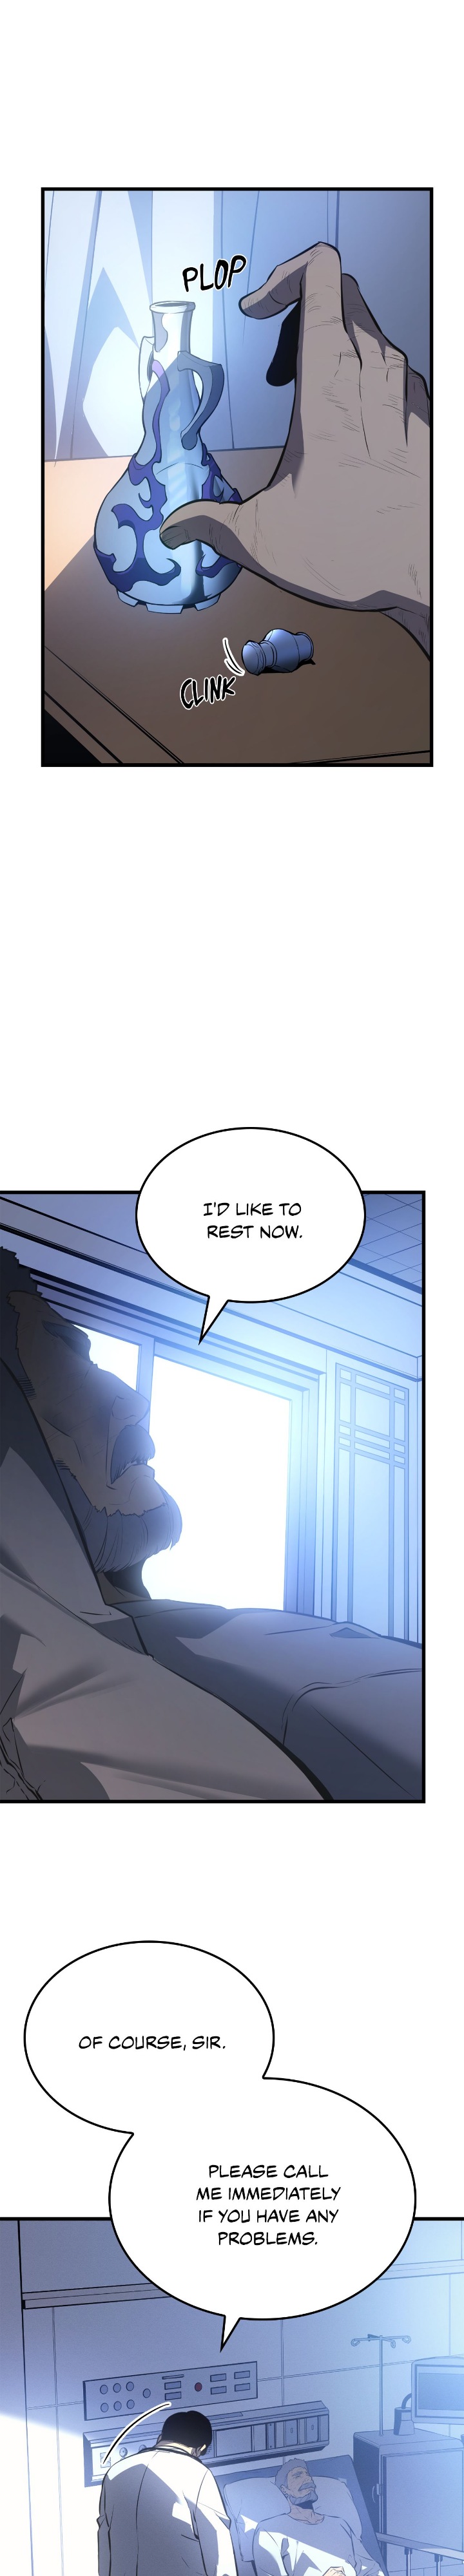 PLOP
CLINK
I'D LIKE TO
REST NOW.
OF COURSE, SIR.
PLEASE CALL
ME IMMEDIATELY
IF YOU HAVE ANY
PROBLEMS.